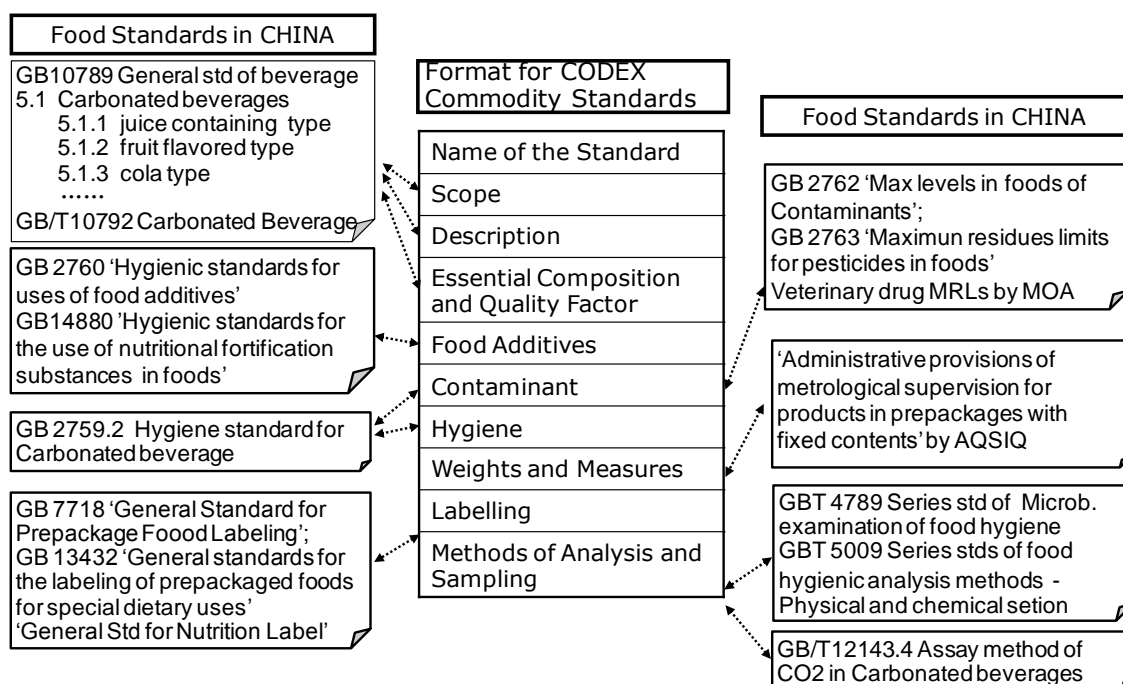 Food Standards in CHINA
GB10789 General std of beverage
5.1 Carbonated beverages
5.1.1 juice containing type
5.1.2 fruit flavored type
5.1.3 cola type
……
GB/T10792 Carbonated Beverage
GB 2760 ‘Hygienic standards for
uses of food additives’
GB14880 ’Hygienic standards for
the use of nutritional fortification
substances in foods’
GB 2759.2 Hygiene standard for
Carbonated beverage
GB 7718 ‘General Standard for
Prepackage Foood Labeling’;
GB 13432 ‘General standards for
the labeling of prepackaged foods
for special dietary uses’
‘General Std for Nutrition Label’
Format for CODEX
Commodity Standards
Name of the Standard
Scope
Description
Essential Composition
and Quality Factor
Food Additives
Contaminant
Hygiene
Weights and Measures
Labelling
Methods of Analysis and
Sampling
Food Standards in CHINA
GB 2762 ‘Max levels in foods of
Contaminants’;
GB 2763 ‘Maximun residues limits
for pesticides in foods’
Veterinary drug MRLs by MOA
‘Administrative provisions of
metrological supervision for
products in prepackages with
fixed contents’ by AQSIQ
GBT 4789 Series std of Microb.
examination of food hygiene
GBT 5009 Series stds of food
hygienic analysis methods -
Physical and chemical setion
GB/T12143.4 Assay method of
CO2 in Carbonated beverages